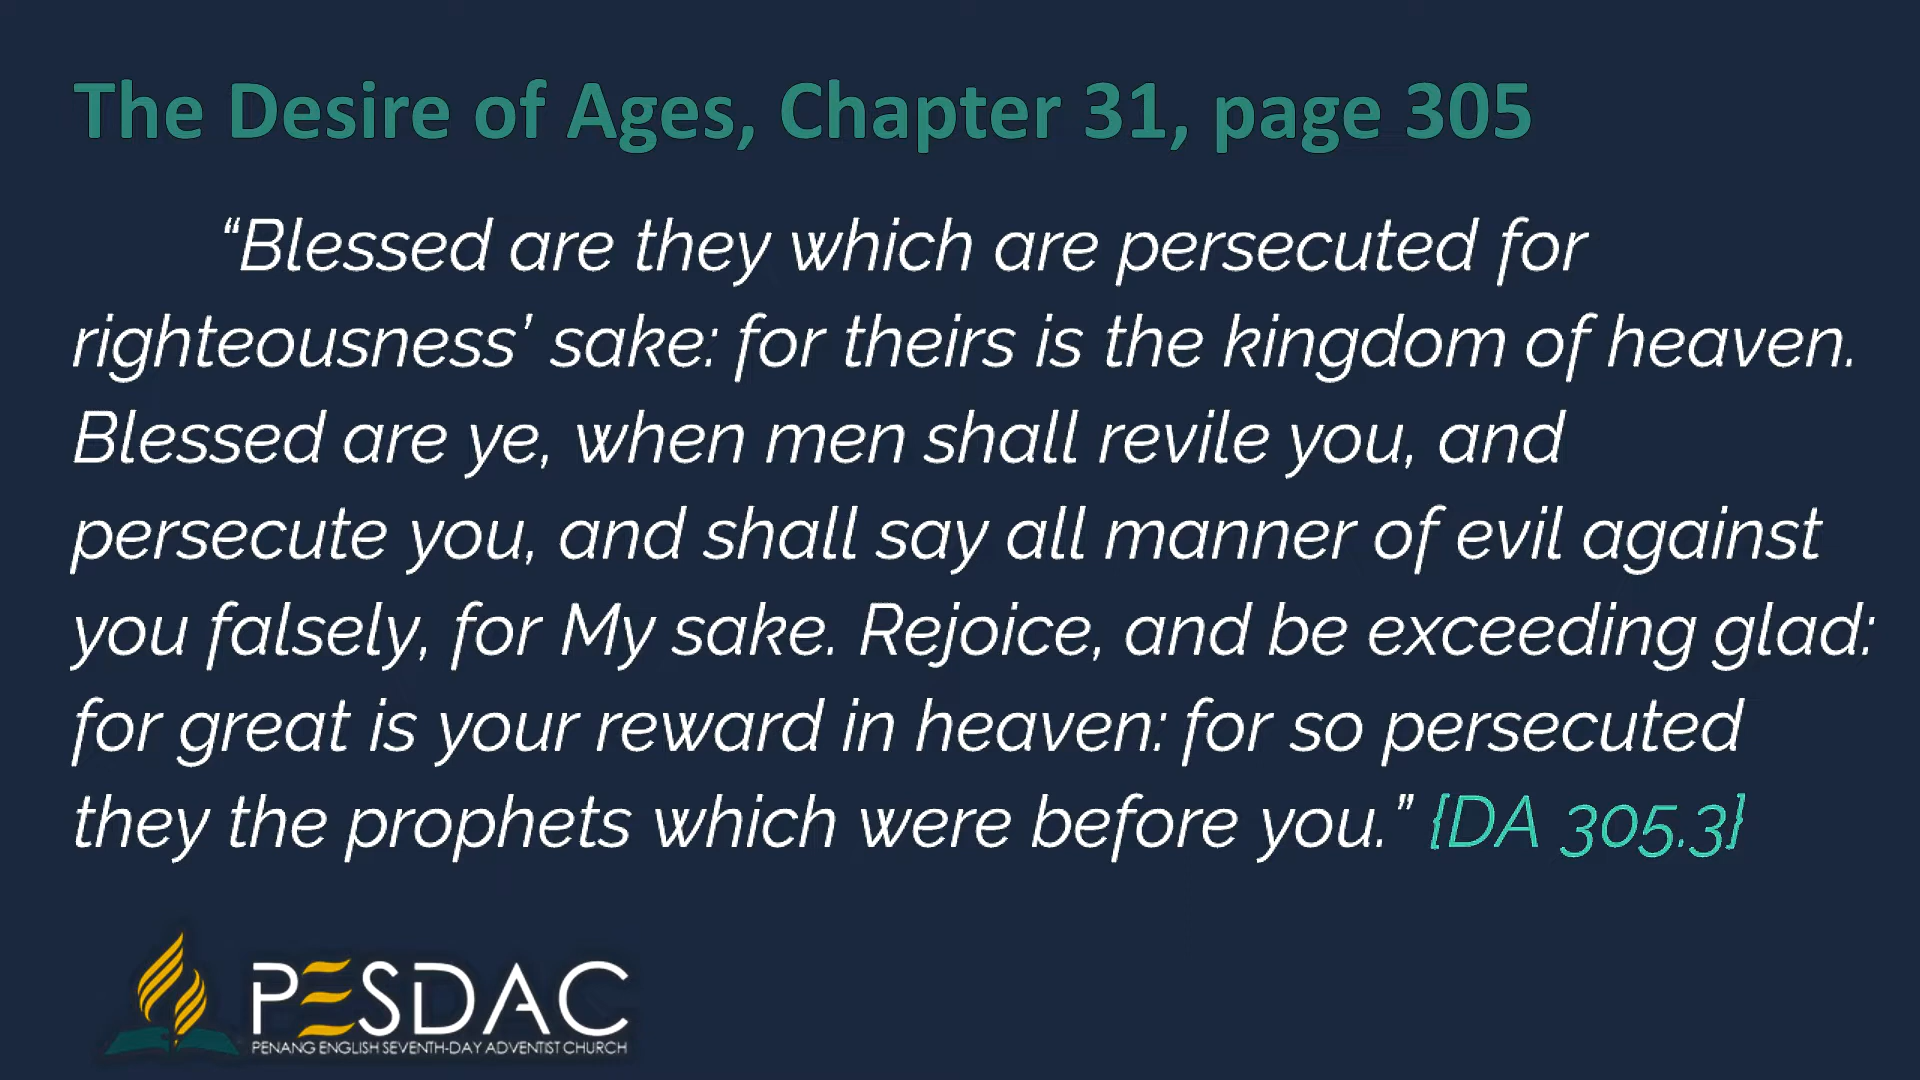 The Desire of Ages, Chapter 31, page 305
“Blessed are they which are persecuted for
righteousness’ sake: for theirs is the kingdom of heaven.
Blessed are ye, when men shall revile you, and
persecute you, and shall say all manner of evil against
you falsely, for My sake. Rejoice, and be exceeding glad:
for great is your reward in heaven: for so persecuted
they the prophets which were before you.” {DA 305.3}
PESDAC
PENANG ENGLISH SEVENTH-DAY ADVENTIST CHURCH